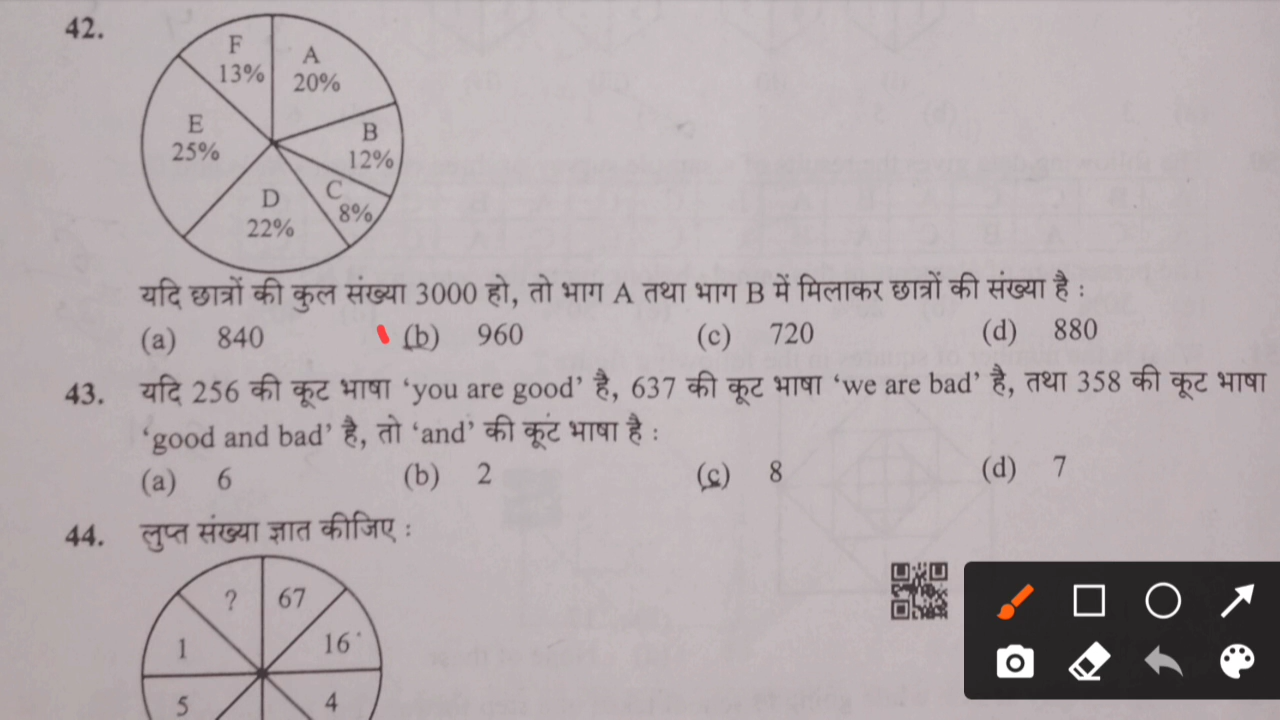 42.
F
13%
A
20%
E
25%
B
12%
C
8%
D
22%
यदि छात्रों की कुल संख्या 3000 हो, तो भाग A तथा भाग B में मिलाकर छात्रों की संख्या है :
(a) 840 (b) 960 (c) 720 (d) 880
43. यदि 256 की कूट भाषा ‘you are good’ है, 637 की कूट भाषा ‘we are bad’ है, तथा 358 की कूट भाषा
‘good and bad’ है, तो ‘and’ की कूट भाषा है :
(a) 6 (b) 2 (c) 8 (d) 7
44. लुप्त संख्या ज्ञात कीजिए :
? 67
1 16
5 4